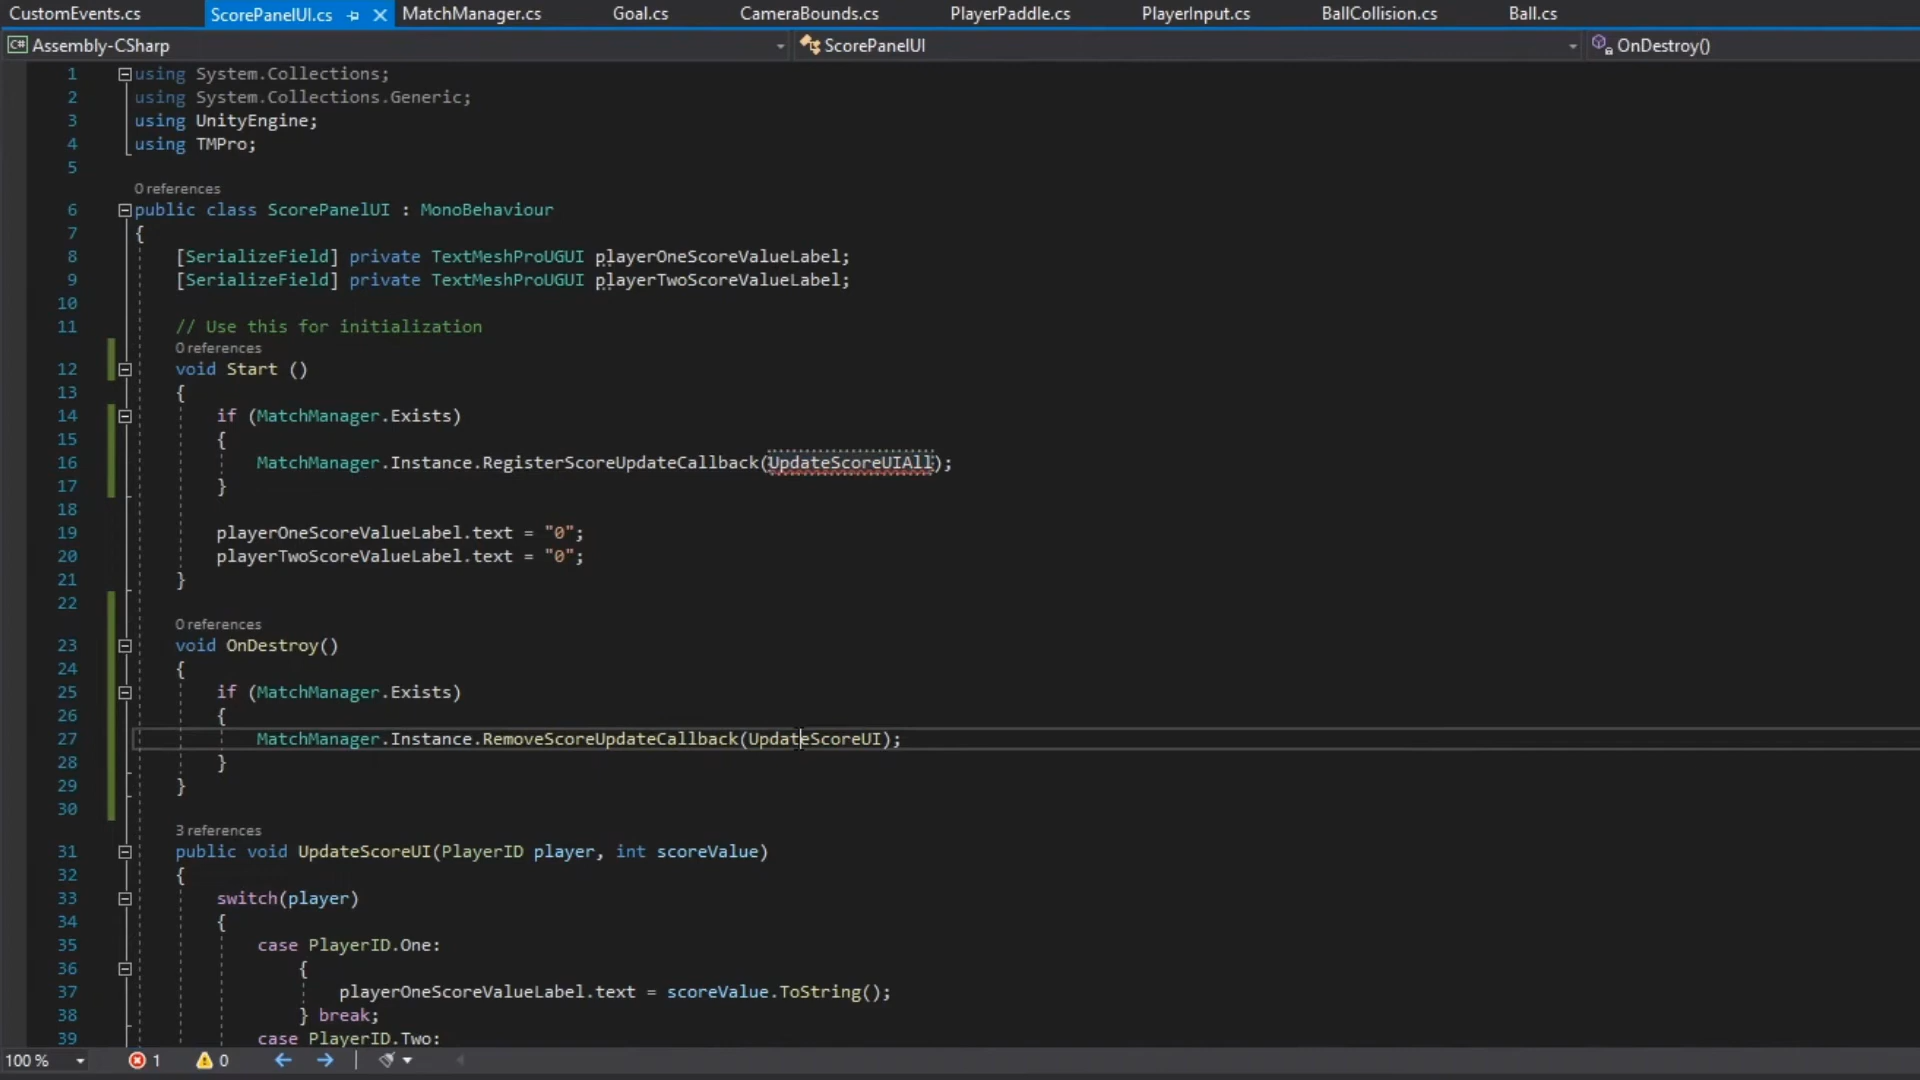 CustomEvents.cs ScorePanelUI.cs MatchManager.cs Goal.cs CameraBounds.cs PlayerPaddle.cs PlayerInput.cs BallCollision.cs Ball.cs
C# Assembly-CSharp ScorePanelUI OnDestroy()
1 using System.Collections;
2 using System.Collections.Generic;
3 using UnityEngine;
4 using TMPro;
5
0 references
6 public class ScorePanelUI : MonoBehaviour
7 {
8 [SerializeField] private TextMeshProUGUI playerOneScoreValueLabel;
9 [SerializeField] private TextMeshProUGUI playerTwoScoreValueLabel;
10
11 // Use this for initialization
0 references
12 void Start ()
13 {
14 if (MatchManager.Exists)
15 {
16 MatchManager.Instance.RegisterScoreUpdateCallback(UpdateScoreUIAll);
17 }
18
19 playerOneScoreValueLabel.text = "0";
20 playerTwoScoreValueLabel.text = "0";
21 }
22
0 references
23 void OnDestroy()
24 {
25 if (MatchManager.Exists)
26 {
27 MatchManager.Instance.RemoveScoreUpdateCallback(UpdateScoreUI);
28 }
29 }
30
3 references
31 public void UpdateScoreUI(PlayerID player, int scoreValue)
32 {
33 switch(player)
34 {
35 case PlayerID.One:
36 {
37 playerOneScoreValueLabel.text = scoreValue.ToString();
38 } break;
39 case PlayerID.Two:
100 % 1 0